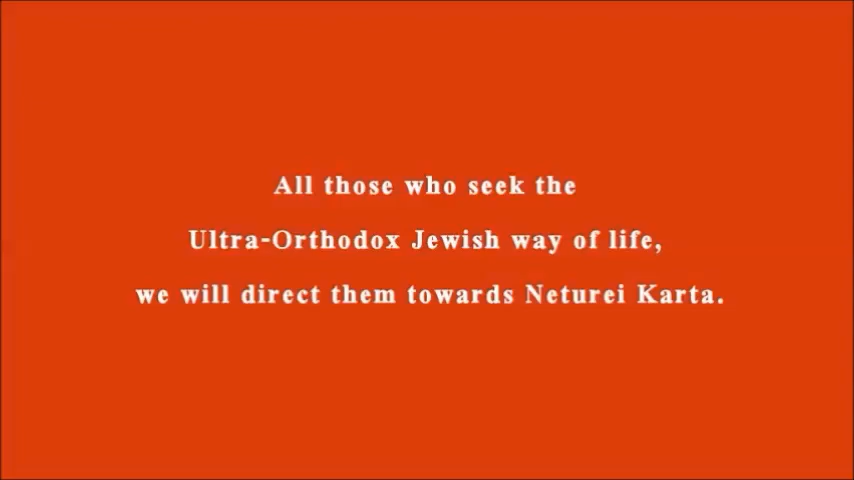 All those who seek the
Ultra-Orthodox Jewish way of life,
we will direct them towards Neturei Karta.